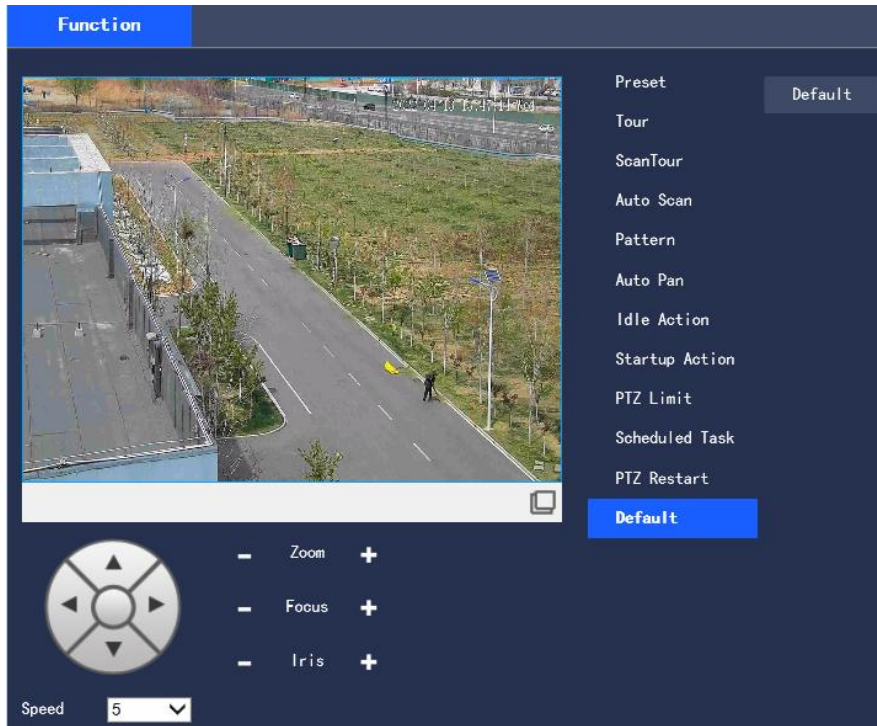 Function
Preset
Default
Tour
ScanTour
Auto Scan
Pattern
Auto Pan
Idle Action
Startup Action
PTZ Limit
Scheduled Task
PTZ Restart
Default
- Zoom +
- Focus +
- Iris +
Speed 5